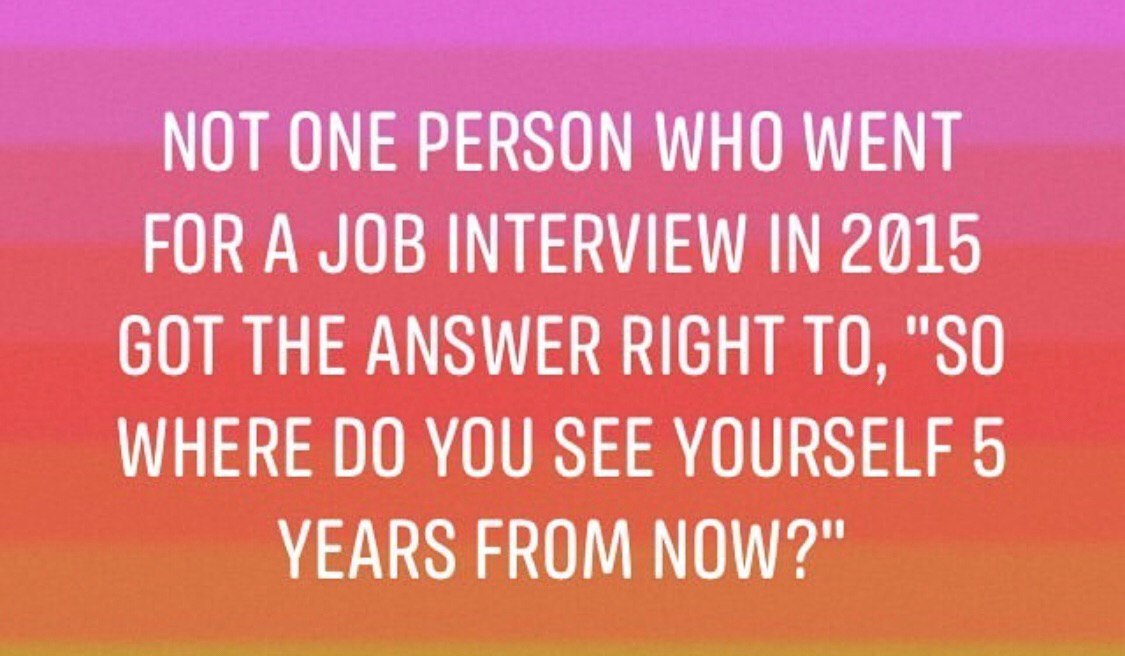 NOT ONE PERSON WHO WENT
FOR A JOB INTERVIEW IN 2015
GOT THE ANSWER RIGHT TO, "SO
WHERE DO YOU SEE YOURSELF 5
YEARS FROM NOW?"